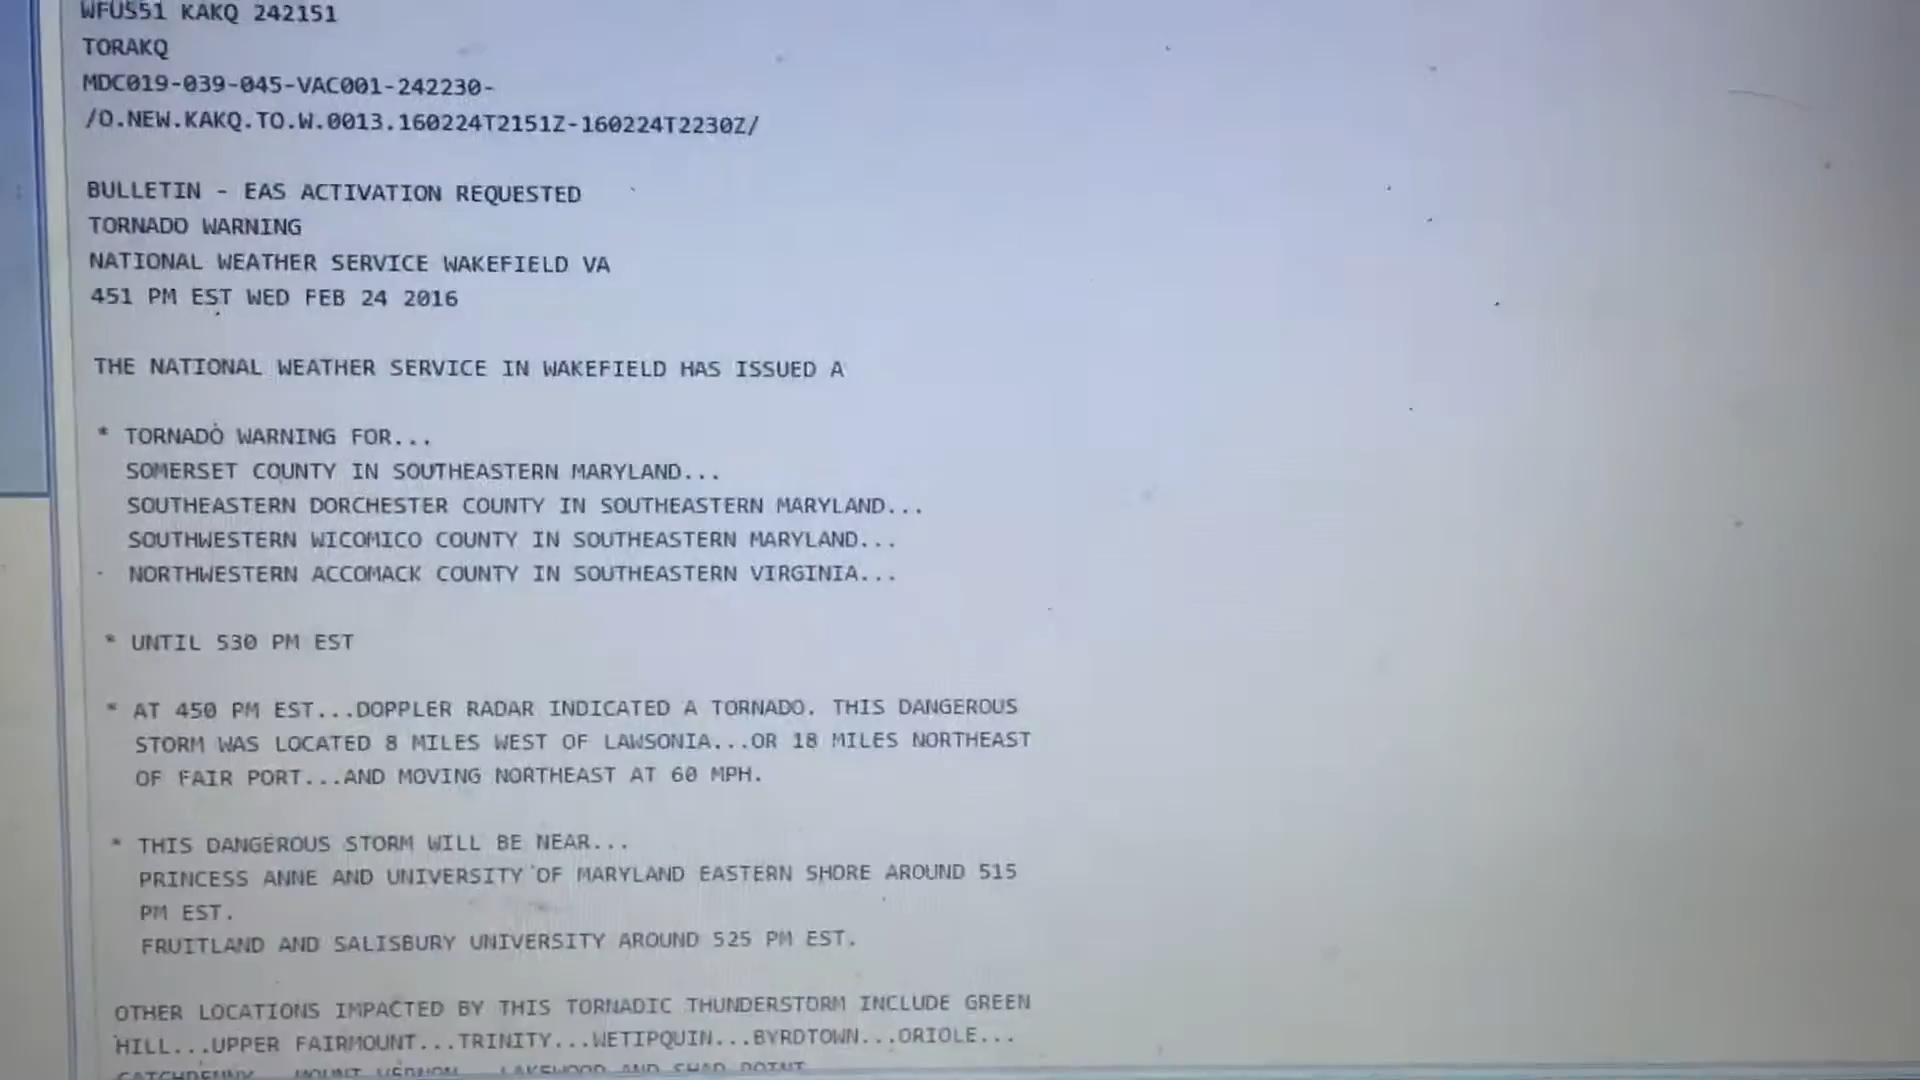 WFUS51 KAKQ 242151
TORAKQ
MDC019-039-045-VAC001-242230-
/O.NEW.KAKQ.TO.W.0013.160224T2151Z-160224T2230Z/
BULLETIN - EAS ACTIVATION REQUESTED
TORNADO WARNING
NATIONAL WEATHER SERVICE WAKEFIELD VA
451 PM EST WED FEB 24 2016
THE NATIONAL WEATHER SERVICE IN WAKEFIELD HAS ISSUED A
* TORNADO WARNING FOR...
SOMERSET COUNTY IN SOUTHEASTERN MARYLAND...
SOUTHEASTERN DORCHESTER COUNTY IN SOUTHEASTERN MARYLAND...
SOUTHWESTERN WICOMICO COUNTY IN SOUTHEASTERN MARYLAND...
NORTHWESTERN ACCOMACK COUNTY IN SOUTHEASTERN VIRGINIA...
* UNTIL 530 PM EST
* AT 450 PM EST...DOPPLER RADAR INDICATED A TORNADO. THIS DANGEROUS
STORM WAS LOCATED 8 MILES WEST OF LAWSONIA...OR 18 MILES NORTHEAST
OF FAIR PORT...AND MOVING NORTHEAST AT 60 MPH.
* THIS DANGEROUS STORM WILL BE NEAR...
PRINCESS ANNE AND UNIVERSITY OF MARYLAND EASTERN SHORE AROUND 515
PM EST.
FRUITLAND AND SALISBURY UNIVERSITY AROUND 525 PM EST.
OTHER LOCATIONS IMPACTED BY THIS TORNADIC THUNDERSTORM INCLUDE GREEN
HILL...UPPER FAIRMOUNT...TRINITY...WETIPQUIN...BYRDTOWN...ORIOLE...
MOUNT VERNON...LAKEWOOD AND SHAD POINT